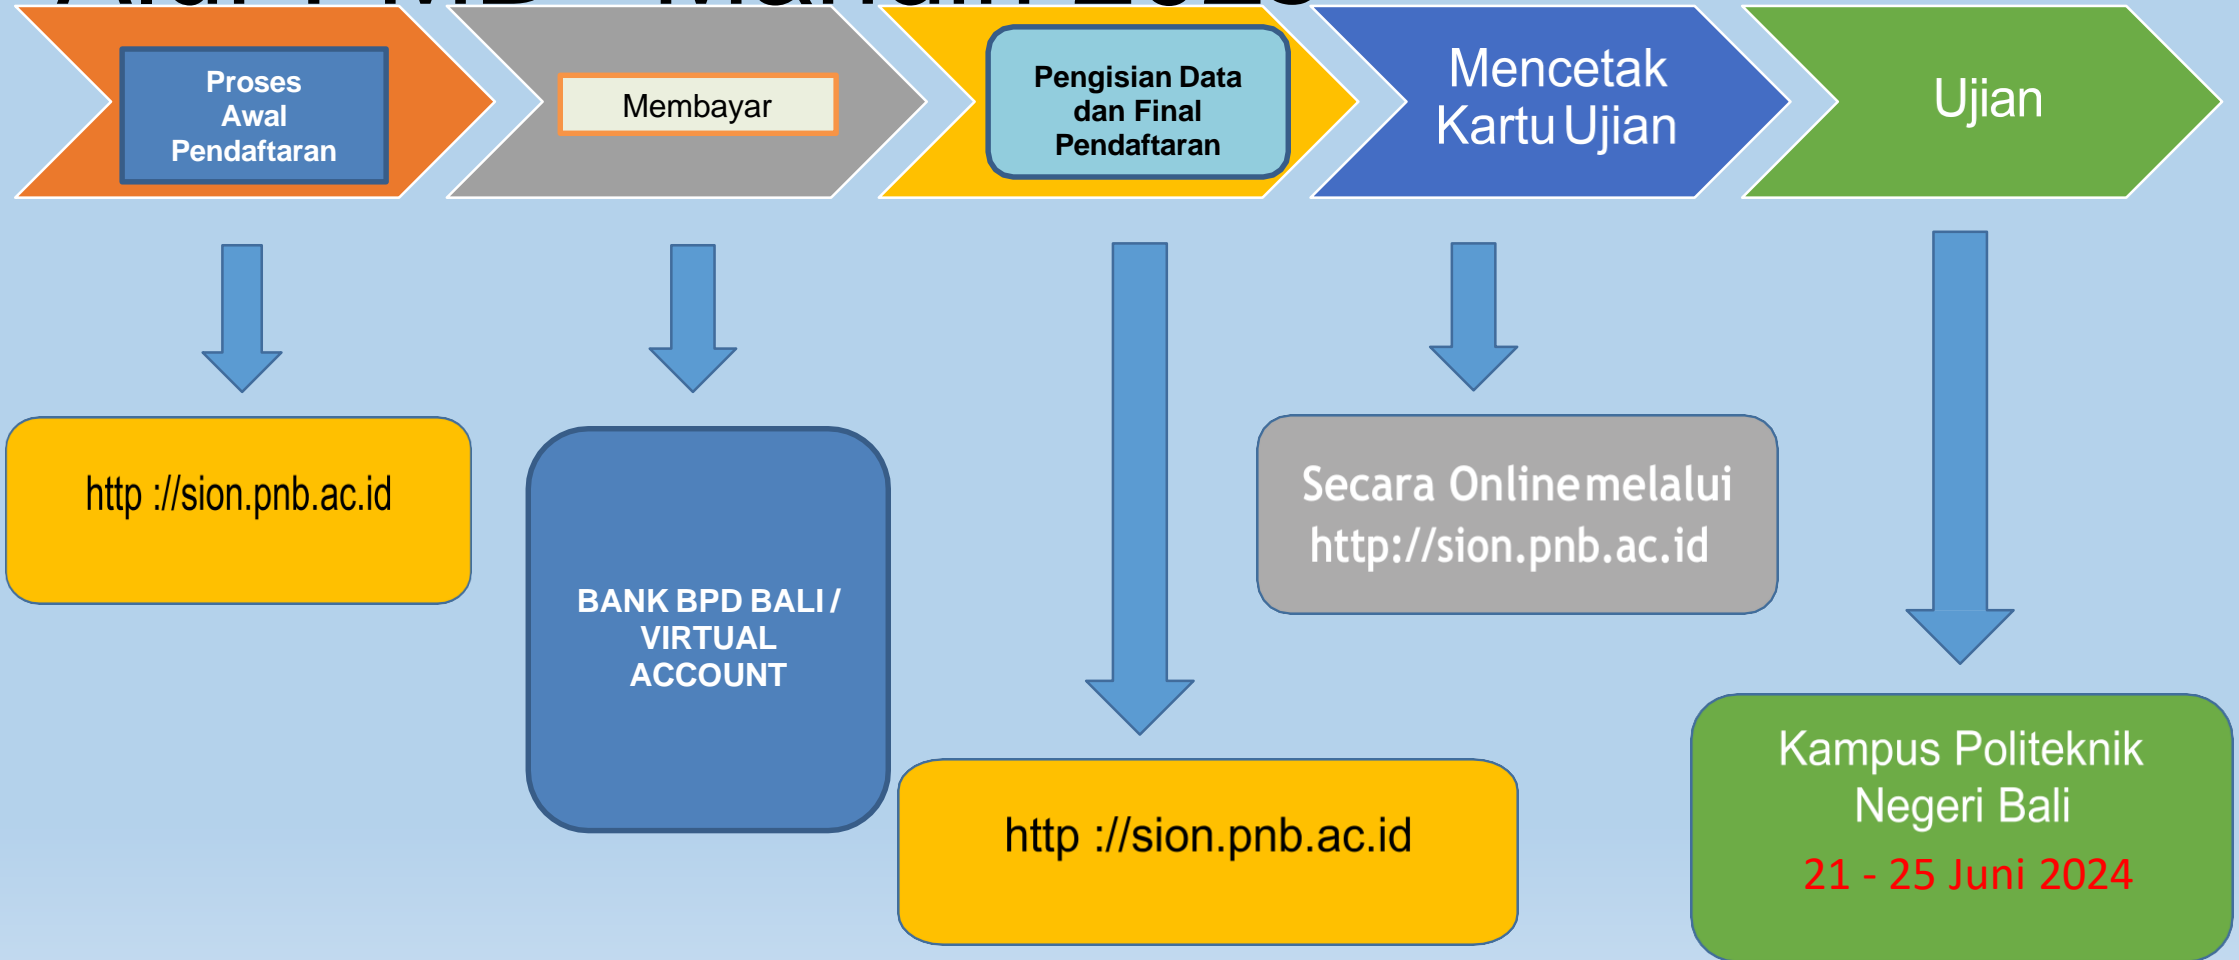 Proses
Awal
Pendaftaran
Membayar
Pengisian Data
dan Final
Pendaftaran
Mencetak
Kartu Ujian
Ujian
http ://sion.pnb.ac.id
BANK BPD BALI /
VIRTUAL
ACCOUNT
http ://sion.pnb.ac.id
Secara Online melalui
http://sion.pnb.ac.id
Kampus Politeknik
Negeri Bali
21 - 25 Juni 2024